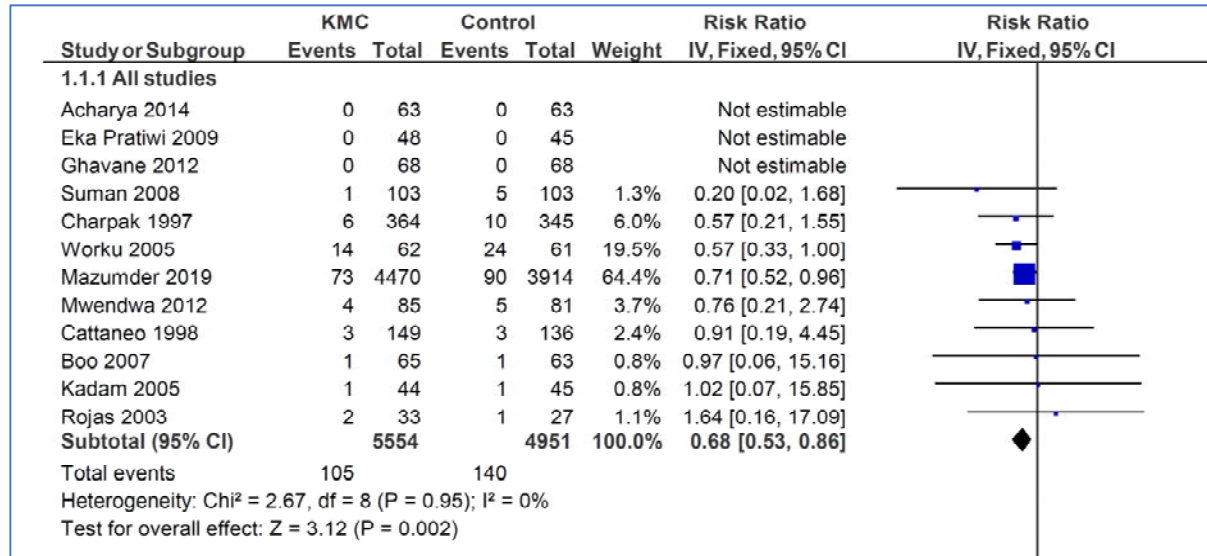 KMC Control Risk Ratio Risk Ratio
Study or Subgroup Events Total Events Total Weight IV, Fixed, 95% CI IV, Fixed, 95% CI
1.1.1 All studies
Acharya 2014 0 63 0 63 Not estimable
Eka Pratiwi 2009 0 48 0 45 Not estimable
Ghavane 2012 0 68 0 68 Not estimable
Suman 2008 1 103 5 103 1.3% 0.20 [0.02, 1.68]
Charpak 1997 6 364 10 345 6.0% 0.57 [0.21, 1.55]
Worku 2005 14 62 24 61 19.5% 0.57 [0.33, 1.00]
Mazumder 2019 73 4470 90 3914 64.4% 0.71 [0.52, 0.96]
Mwendwa 2012 4 85 5 81 3.7% 0.76 [0.21, 2.74]
Cattaneo 1998 3 149 3 136 2.4% 0.91 [0.19, 4.45]
Boo 2007 1 65 1 63 0.8% 0.97 [0.06, 15.16]
Kadam 2005 1 44 1 45 0.8% 1.02 [0.07, 15.85]
Rojas 2003 2 33 1 27 1.1% 1.64 [0.16, 17.09]
Subtotal (95% CI) 5554 4951 100.0% 0.68 [0.53, 0.86]
Total events 105 140
Heterogeneity: Chi² = 2.67, df = 8 (P = 0.95); I² = 0%
Test for overall effect: Z = 3.12 (P = 0.002)